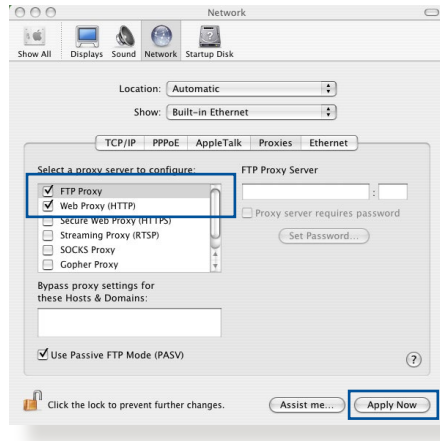 Network
Show All Displays Sound Network Startup Disk
Location: Automatic
Show: Built-in Ethernet
TCP/IP PPPoE AppleTalk Proxies Ethernet
Select a proxy server to configure: FTP Proxy Server
FTP Proxy
Web Proxy (HTTP) :
Secure Web Proxy (HTTPS) Proxy server requires password
Streaming Proxy (RTSP) Set Password...
SOCKS Proxy
Gopher Proxy
Bypass proxy settings for
these Hosts & Domains:
Use Passive FTP Mode (PASV) ?
Click the lock to prevent further changes. Assist me... Apply Now